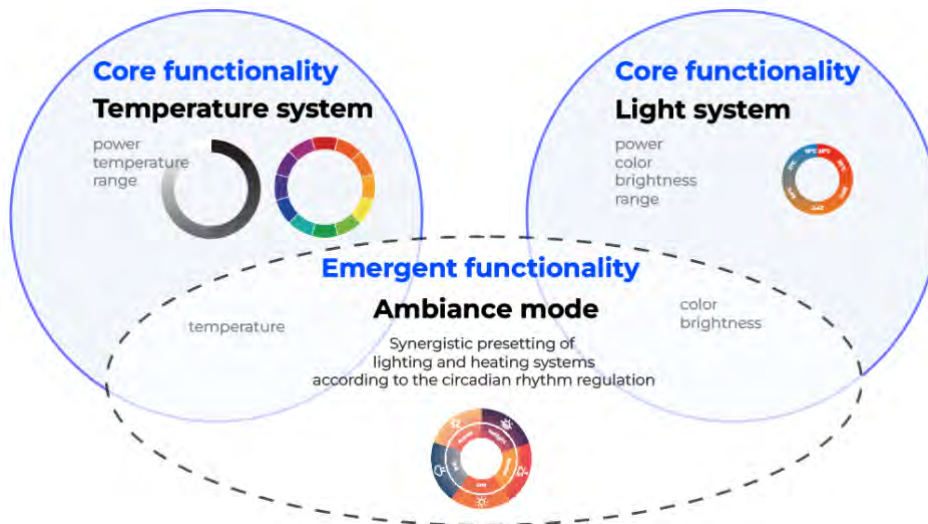 Core functionality
Temperature system
power
temperature
range
Core functionality
Light system
power
color
brightness
range
Emergent functionality
Ambiance mode
temperature
color
brightness
Synergistic presetting of
lighting and heating systems
according to the circadian rhythm regulation